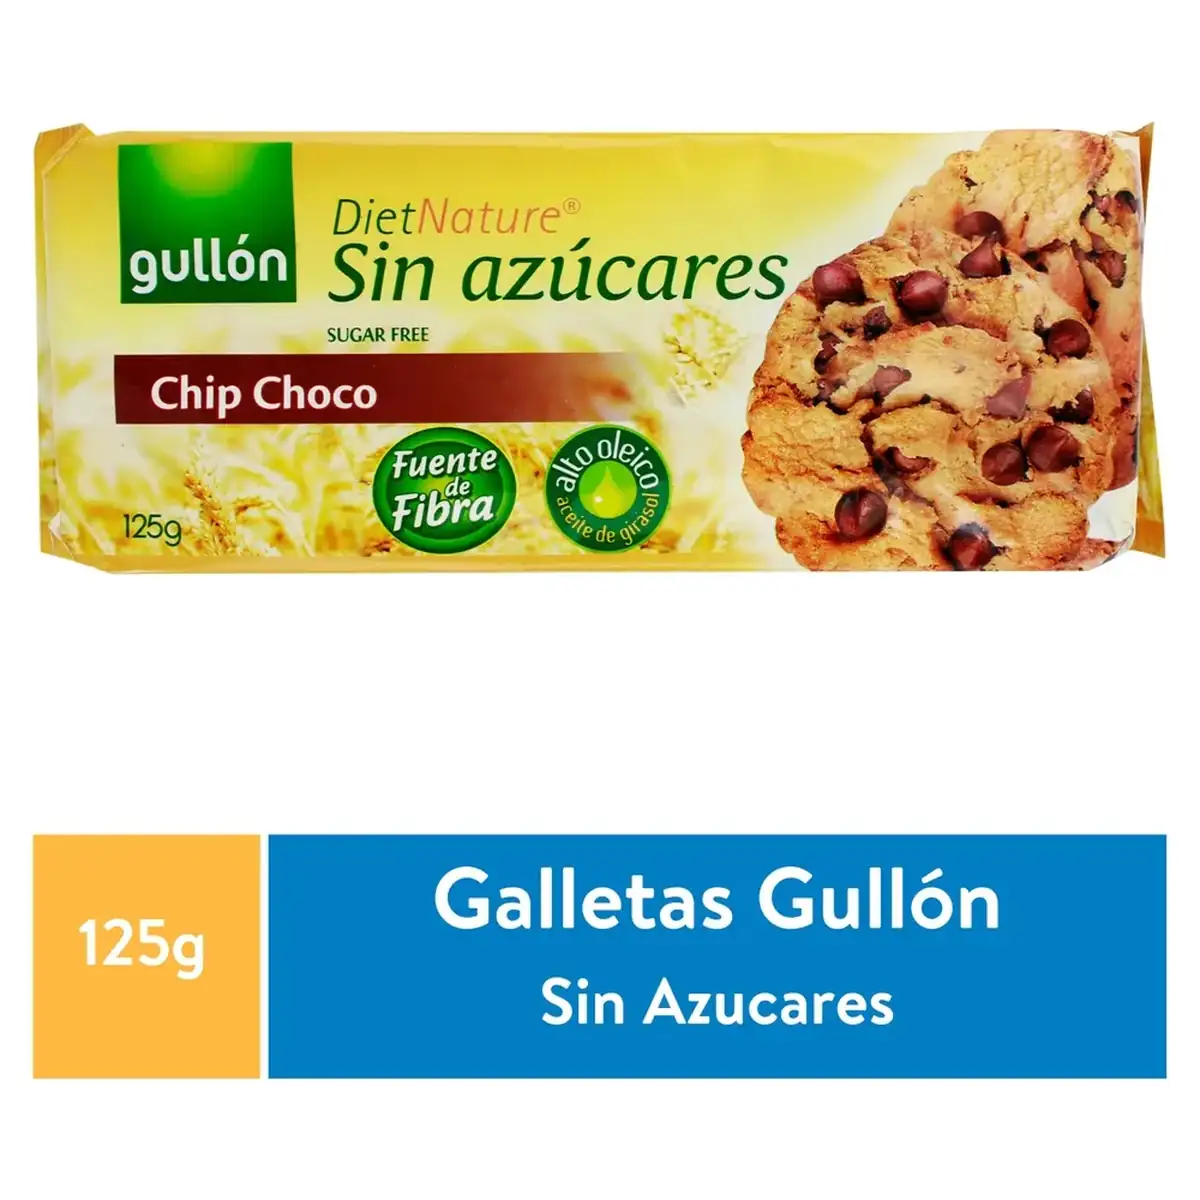 gullón
DietNature®
Sin azúcares
SUGAR FREE
Chip Choco
Fuente
de
Fibra
alto oleico
aceite de girasol
125g
125g
Galletas Gullón
Sin Azucares